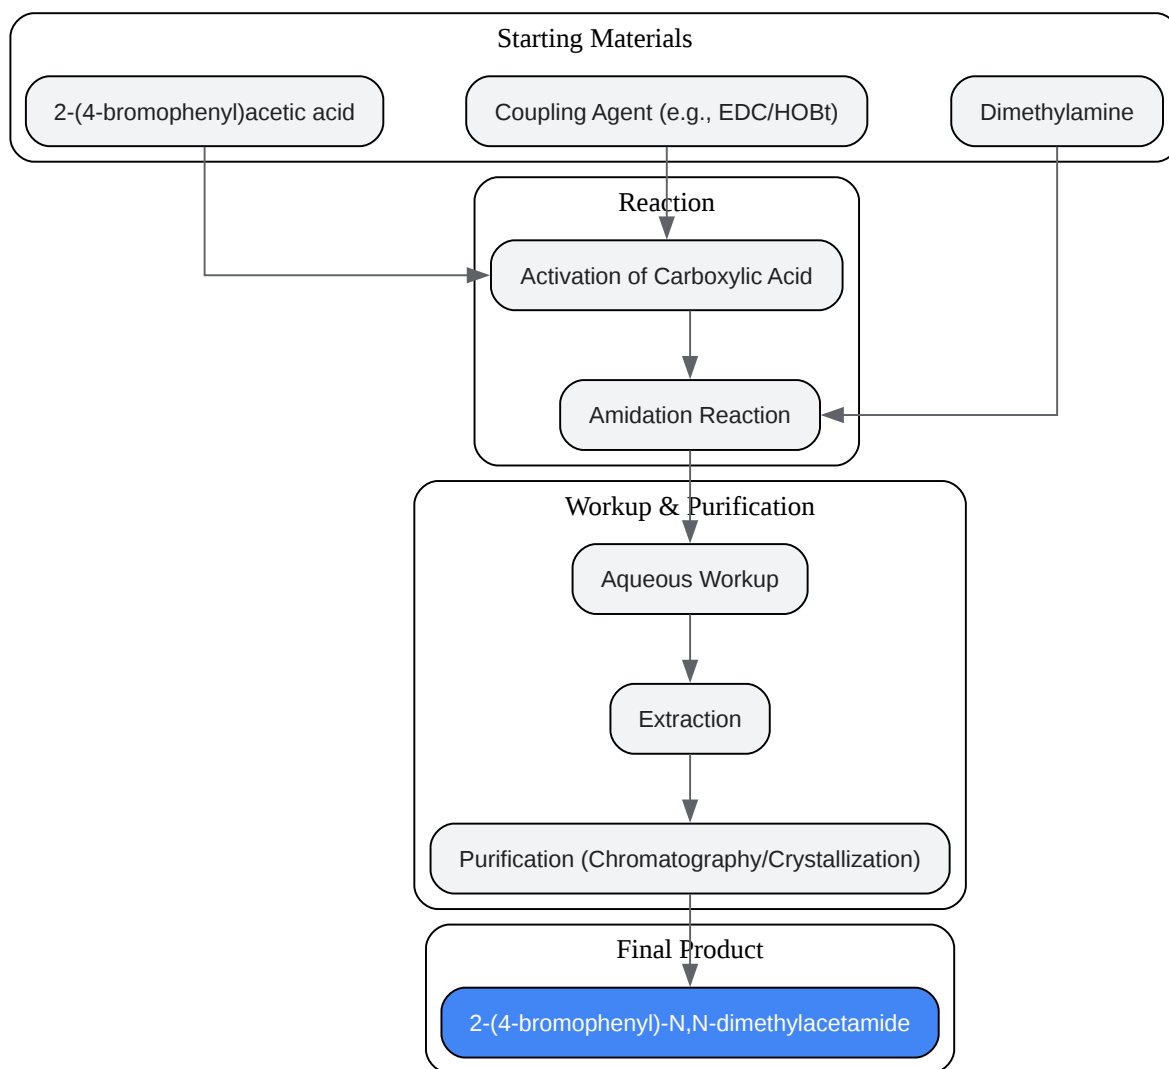 Starting Materials
2-(4-bromophenyl)acetic acid
Coupling Agent (e.g., EDC/HOBt)
Dimethylamine
Reaction
Activation of Carboxylic Acid
Amidation Reaction
Workup & Purification
Aqueous Workup
Extraction
Purification (Chromatography/Crystallization)
Final Product
2-(4-bromophenyl)-N,N-dimethylacetamide